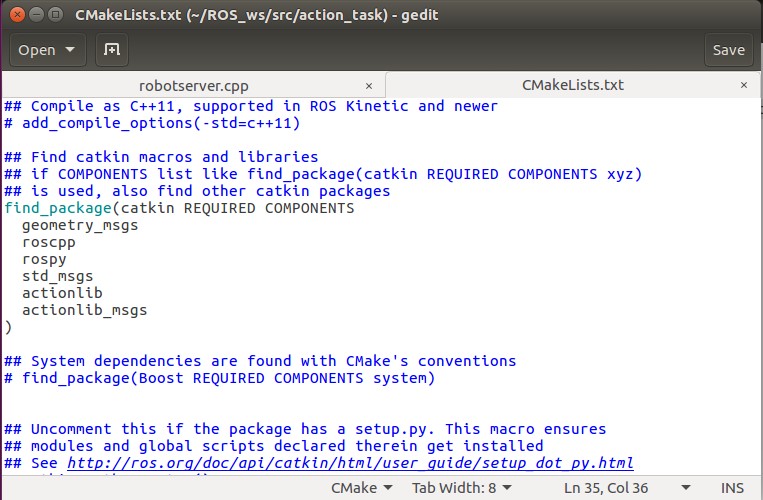 CMakeLists.txt (~/ROS_ws/src/action_task) - gedit
Open
Save
robotserver.cpp ×
CMakeLists.txt ×
## Compile as C++11, supported in ROS Kinetic and newer
# add_compile_options(-std=c++11)
## Find catkin macros and libraries
## if COMPONENTS list like find_package(catkin REQUIRED COMPONENTS xyz)
## is used, also find other catkin packages
find_package(catkin REQUIRED COMPONENTS
geometry_msgs
roscpp
rospy
std_msgs
actionlib
actionlib_msgs
)
## System dependencies are found with CMake's conventions
# find_package(Boost REQUIRED COMPONENTS system)
## Uncomment this if the package has a setup.py. This macro ensures
## modules and global scripts declared therein get installed
## See http://ros.org/doc/api/catkin/html/user_guide/setup_dot_py.html
CMake
Tab Width: 8
Ln 35, Col 36
INS